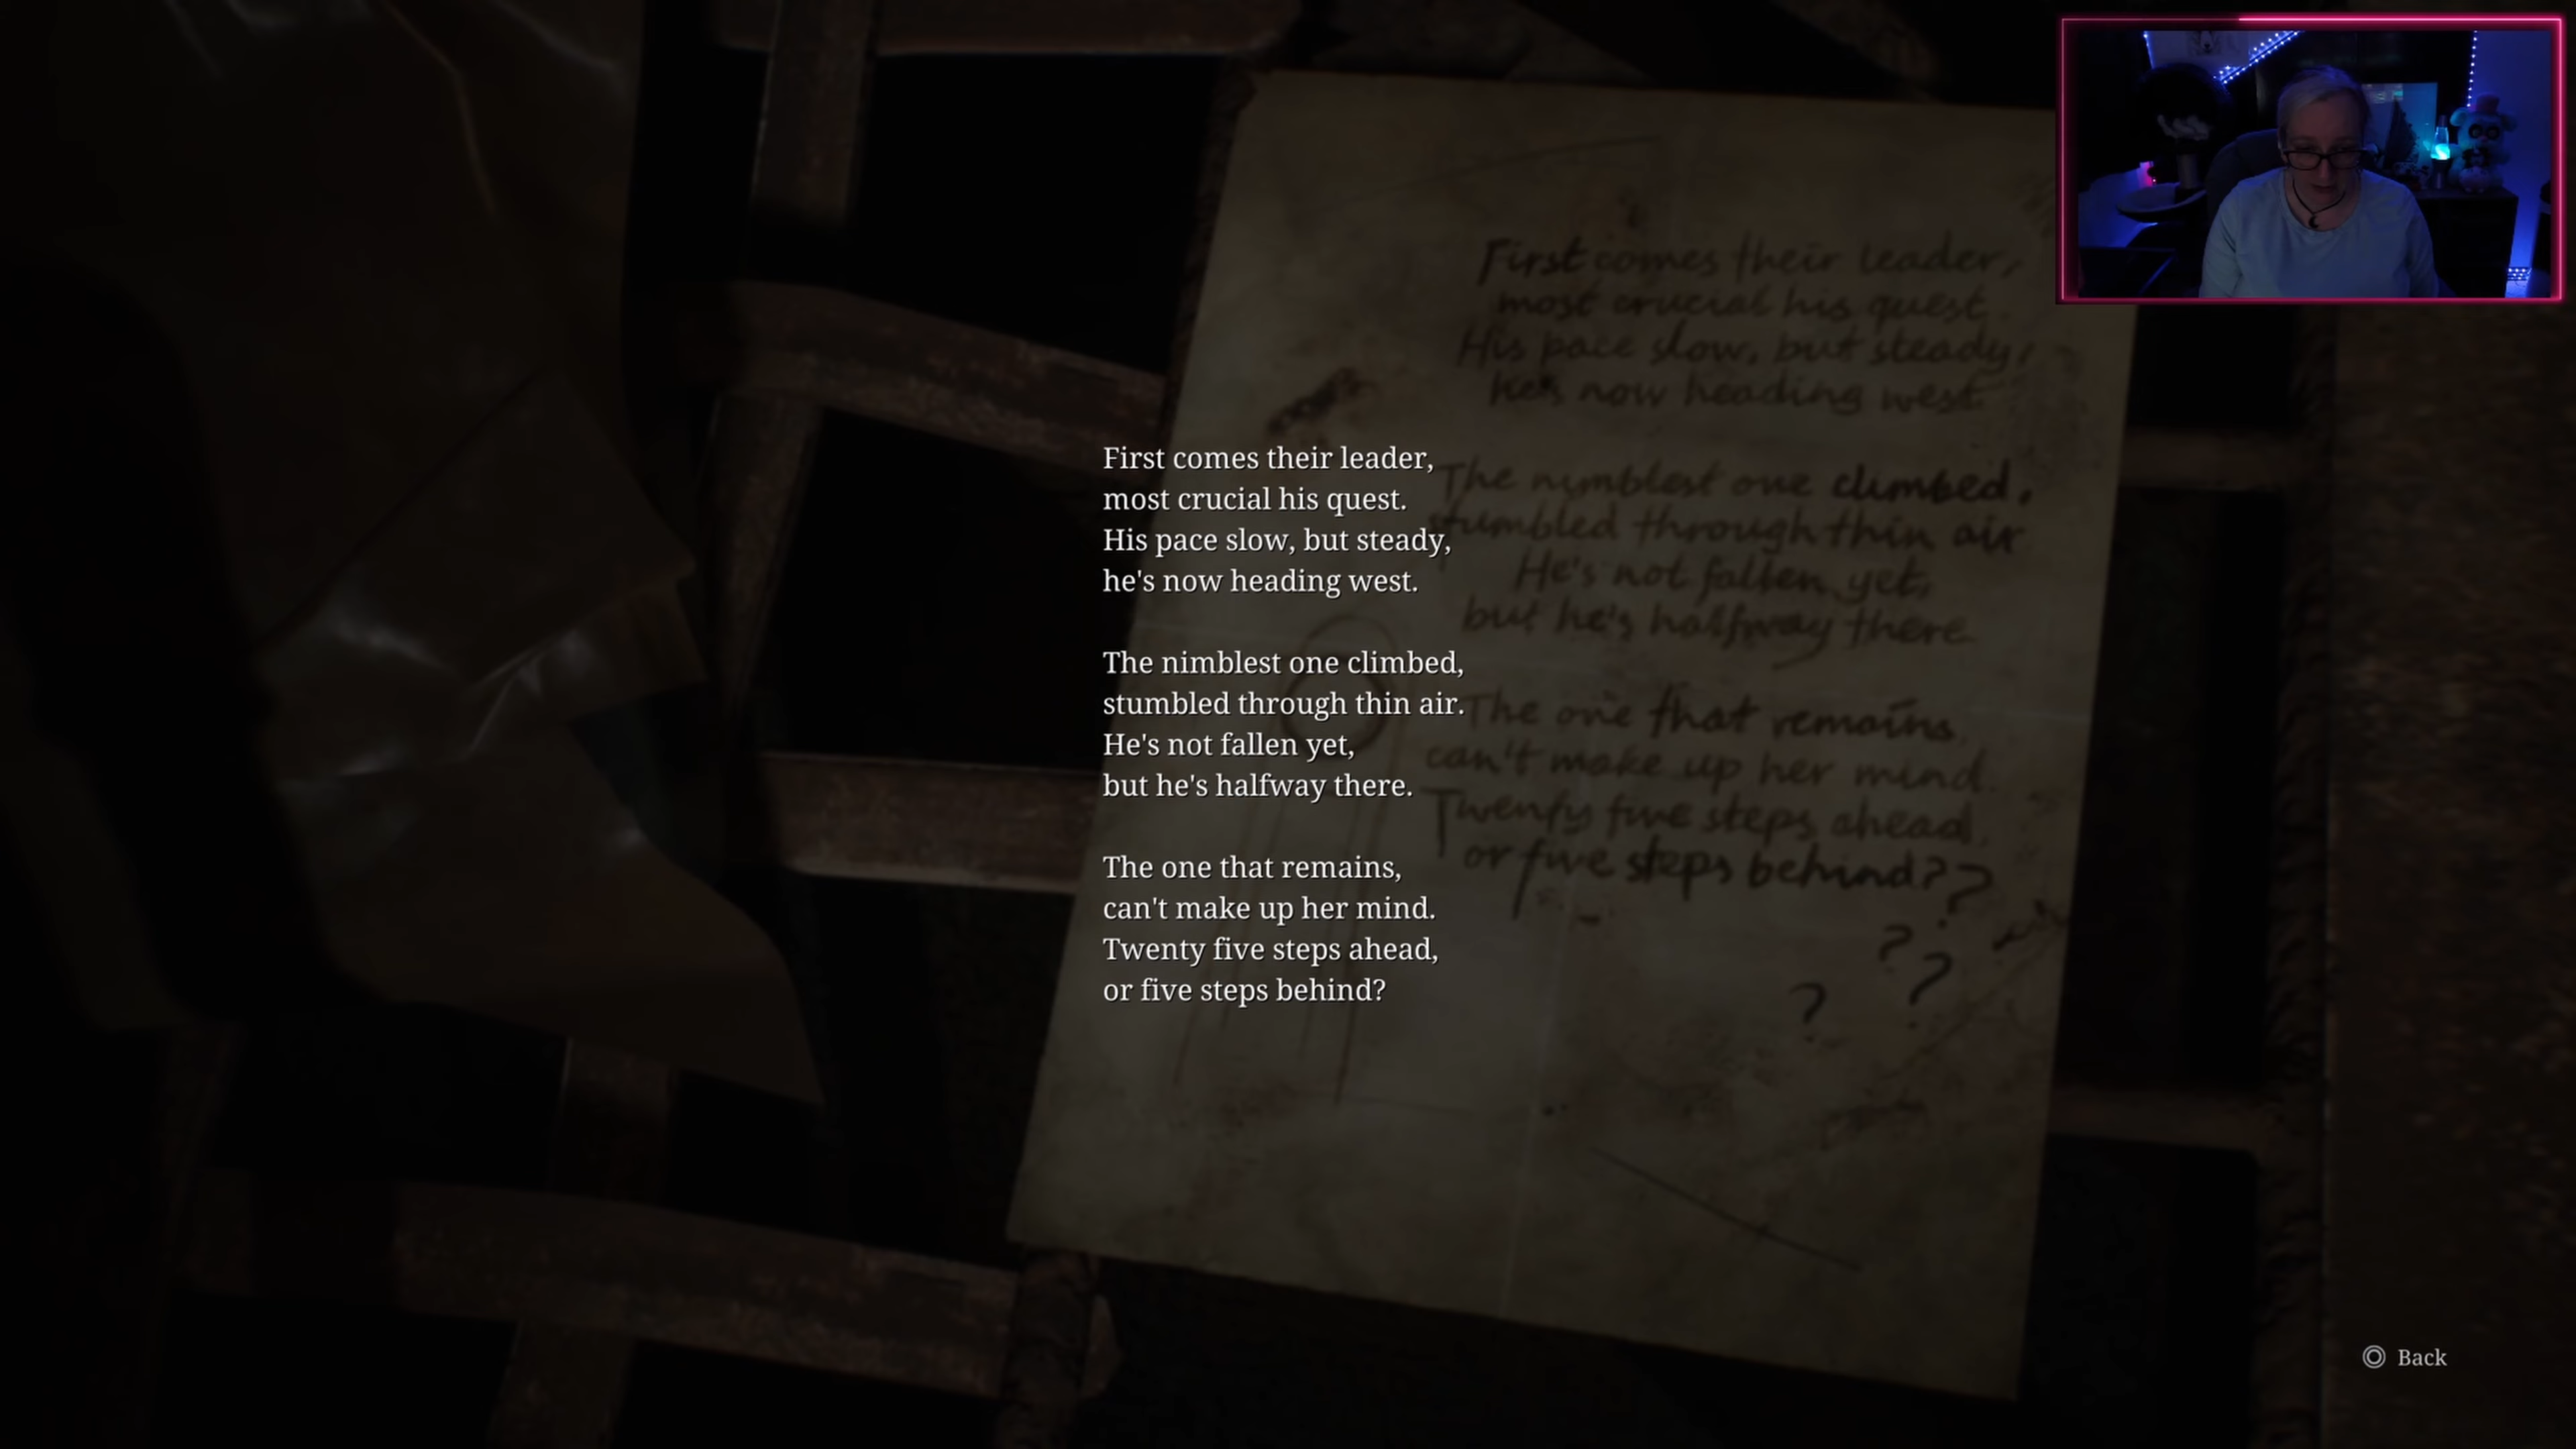 First comes their leader,
most crucial his quest.
His pace slow, but steady,
he's now heading west.
The nimblest one climbed,
stumbled through thin air.
He's not fallen yet,
but he's halfway there.
The one that remains,
can't make up her mind.
Twenty five steps ahead,
or five steps behind?
First comes their leader,
most crucial his quest
His pace slow, but steady,
he's now heading west.
The nimblest one climbed,
stumbled through thin air
He's not fallen yet,
but he's halfway there
The one that remains,
can't make up her mind.
Twenty five steps ahead,
or five steps behind??
? ?
?
Back